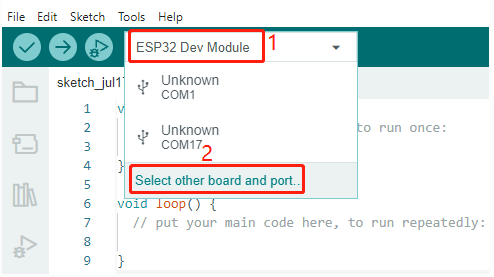 File Edit Sketch Tools Help
ESP32 Dev Module 1
sketch_jul17
Unknown
COM1
Unknown
COM17
2
Select other board and port..
1 v
2 to run once:
3
4 }
5
6 void loop() {
7 // put your main code here, to run repeatedly:
8
9 }